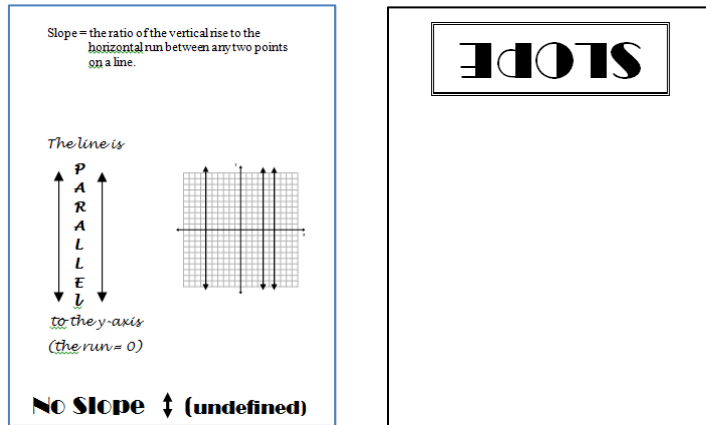 Slope = the ratio of the vertical rise to the
horizontal run between any two points
on a line.
The line is
P
A
R
A
L
L
E
L
to the y-axis
(the run = 0)
Y
X
No Slope ↕ (undefined)
SLOPE